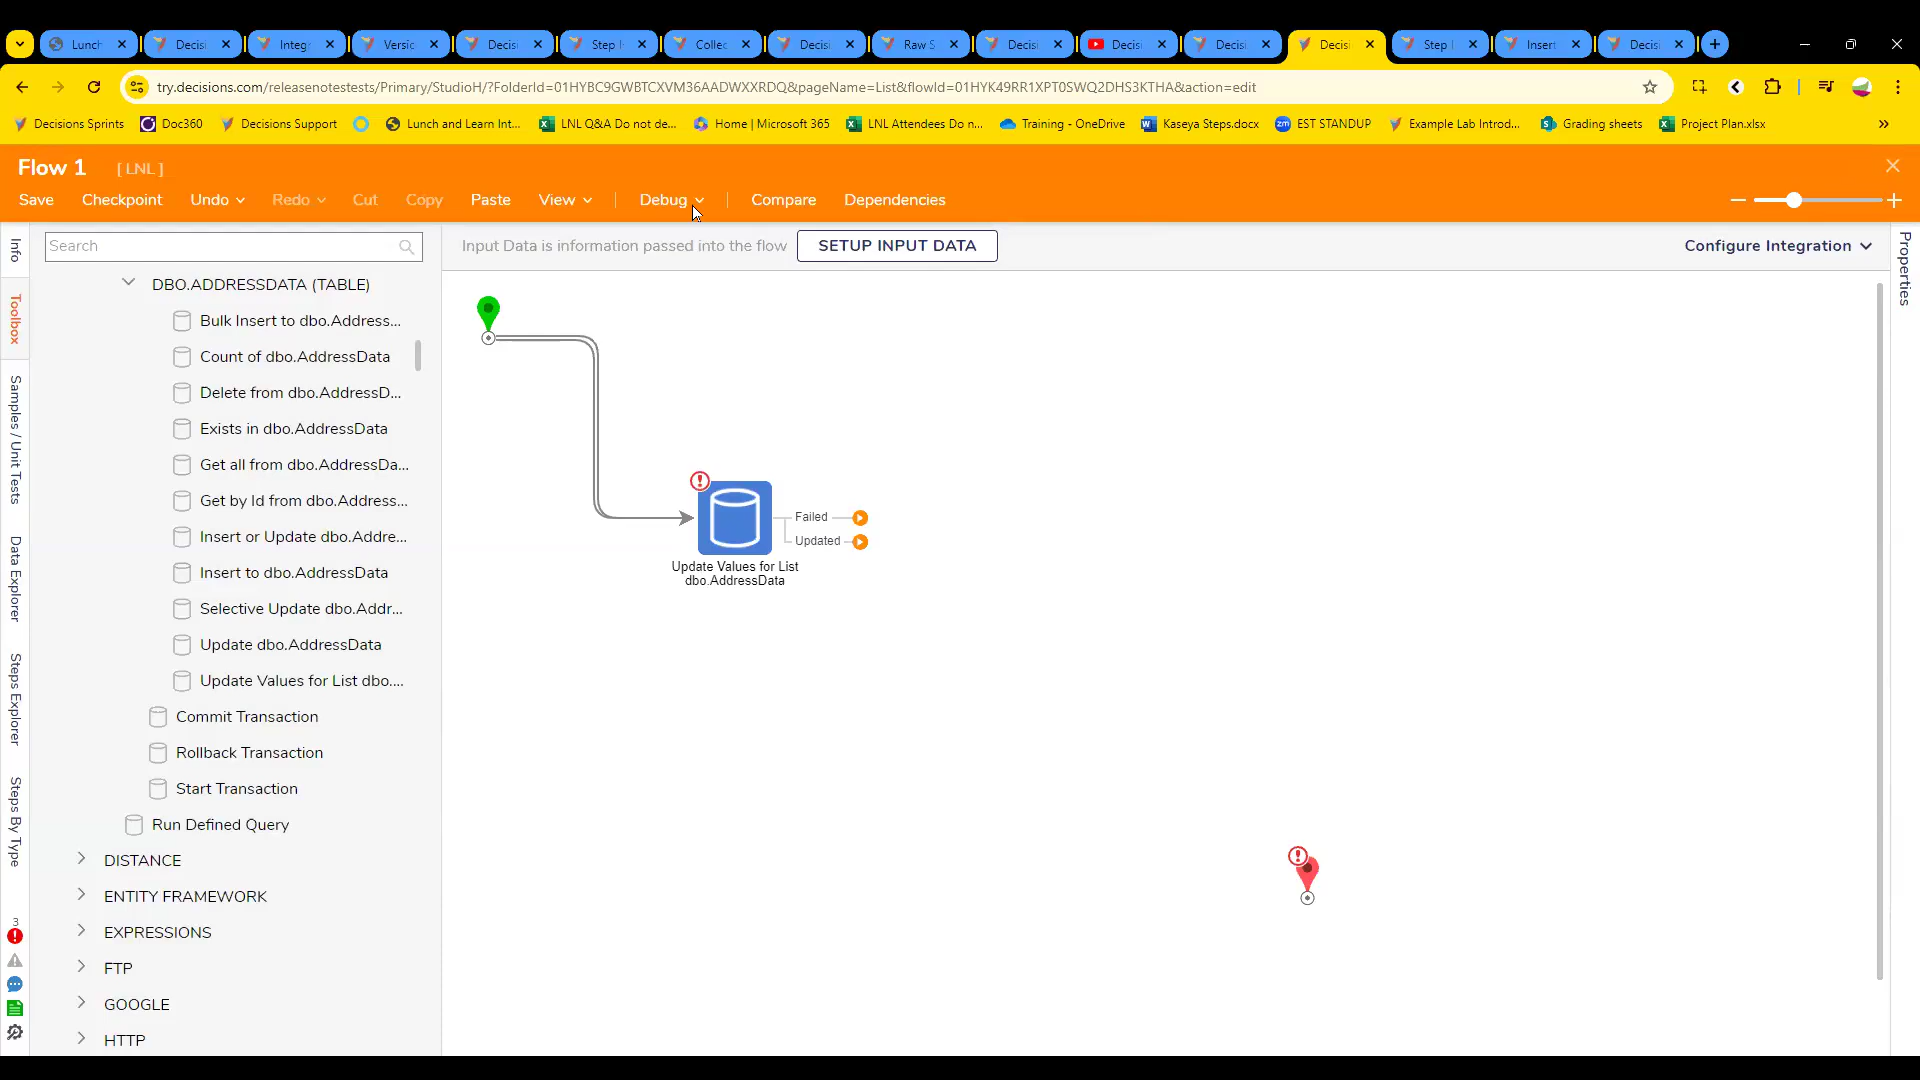 Lunch
Decisi
Integ
Versic
Decisi
Step I
Collec
Decisi
Raw S
Decisi
Decisi
Decisi
Decisi
Step I
Insert
Decisi
try.decisions.com/releasenotestests/Primary/StudioH/?FolderId=01HYBC9GWBTCXVM36AADWXXRDQ&pageName=List&flowId=01HYK49RR1XPT0SWQ2DHS3KTHA&action=edit
Decisions Sprints
Doc360
Decisions Support
Lunch and Learn Int...
LNL Q&A Do not de...
Home | Microsoft 365
LNL Attendees Do n...
Training - OneDrive
Kaseya Steps.docx
EST STANDUP
Example Lab Introd...
Grading sheets
Project Plan.xlsx
Flow 1 [ LNL ]
Save
Checkpoint
Undo
Redo
Cut
Copy
Paste
View
Debug
Compare
Dependencies
Info
Toolbox
Samples / Unit Tests
Data Explorer
Steps Explorer
Steps By Type
3
Search
DBO.ADDRESSDATA (TABLE)
Bulk Insert to dbo.Address...
Count of dbo.AddressData
Delete from dbo.AddressD...
Exists in dbo.AddressData
Get all from dbo.AddressDa...
Get by Id from dbo.Address...
Insert or Update dbo.Addre...
Insert to dbo.AddressData
Selective Update dbo.Addr...
Update dbo.AddressData
Update Values for List dbo....
Commit Transaction
Rollback Transaction
Start Transaction
Run Defined Query
DISTANCE
ENTITY FRAMEWORK
EXPRESSIONS
FTP
GOOGLE
HTTP
Input Data is information passed into the flow
SETUP INPUT DATA
Configure Integration
Properties
Failed
Updated
Update Values for List
dbo.AddressData